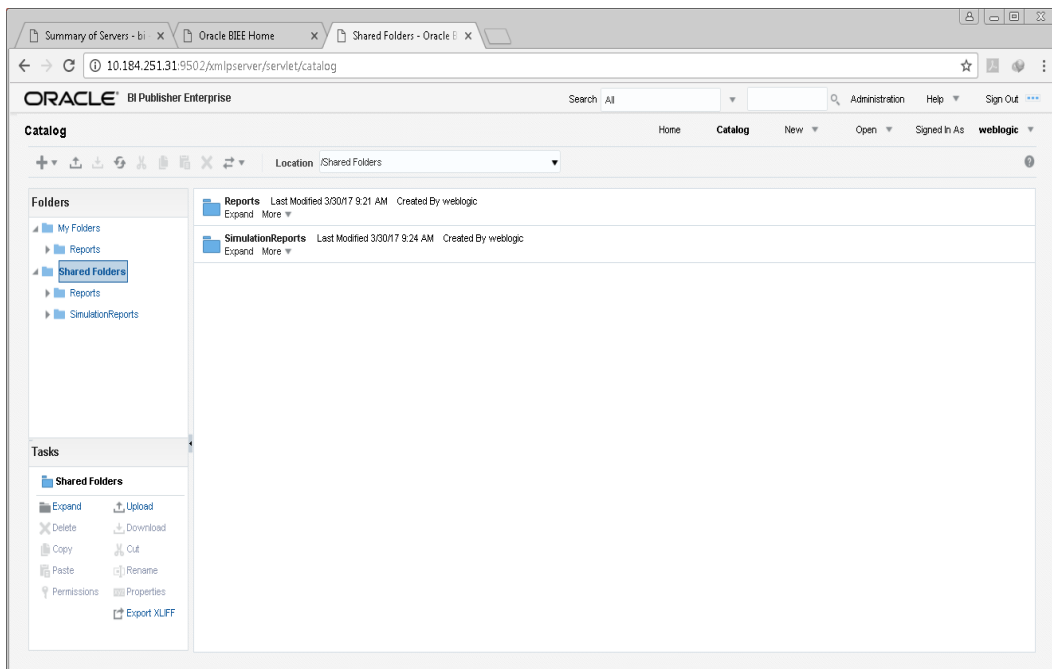 Summary of Servers - bi
Oracle BIEE Home
Shared Folders - Oracle B
10.184.251.31:9502/xmlpserver/servlet/catalog
ORACLE BI Publisher Enterprise
Search All
Administration
Help
Sign Out
Catalog
Home
Catalog
New
Open
Signed In As weblogic
Location /Shared Folders
Folders
My Folders
Reports
Shared Folders
Reports
SimulationReports
Reports Last Modified 3/30/17 9:21 AM Created By weblogic
Expand More
SimulationReports Last Modified 3/30/17 9:24 AM Created By weblogic
Expand More
Tasks
Shared Folders
Expand Upload
Delete Download
Copy Cut
Paste Rename
Permissions Properties
Export XLIFF